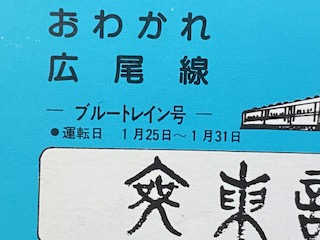 おわかれ
広尾線
― ブルートレイン号 ―
●運転日 1月25日～1月31日
東